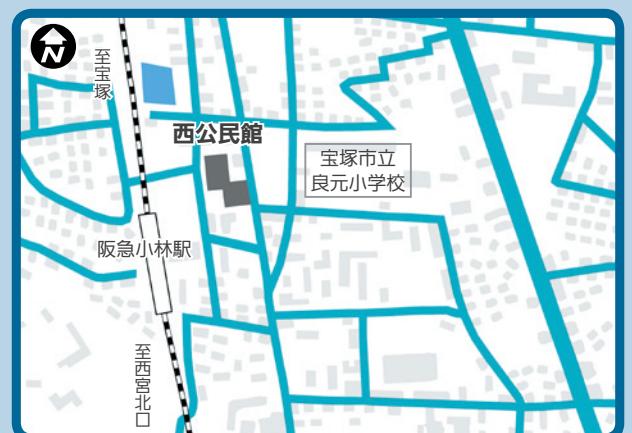 N
至宝塚
西公民館
宝塚市立
良元小学校
阪急小林駅
至西宮北口